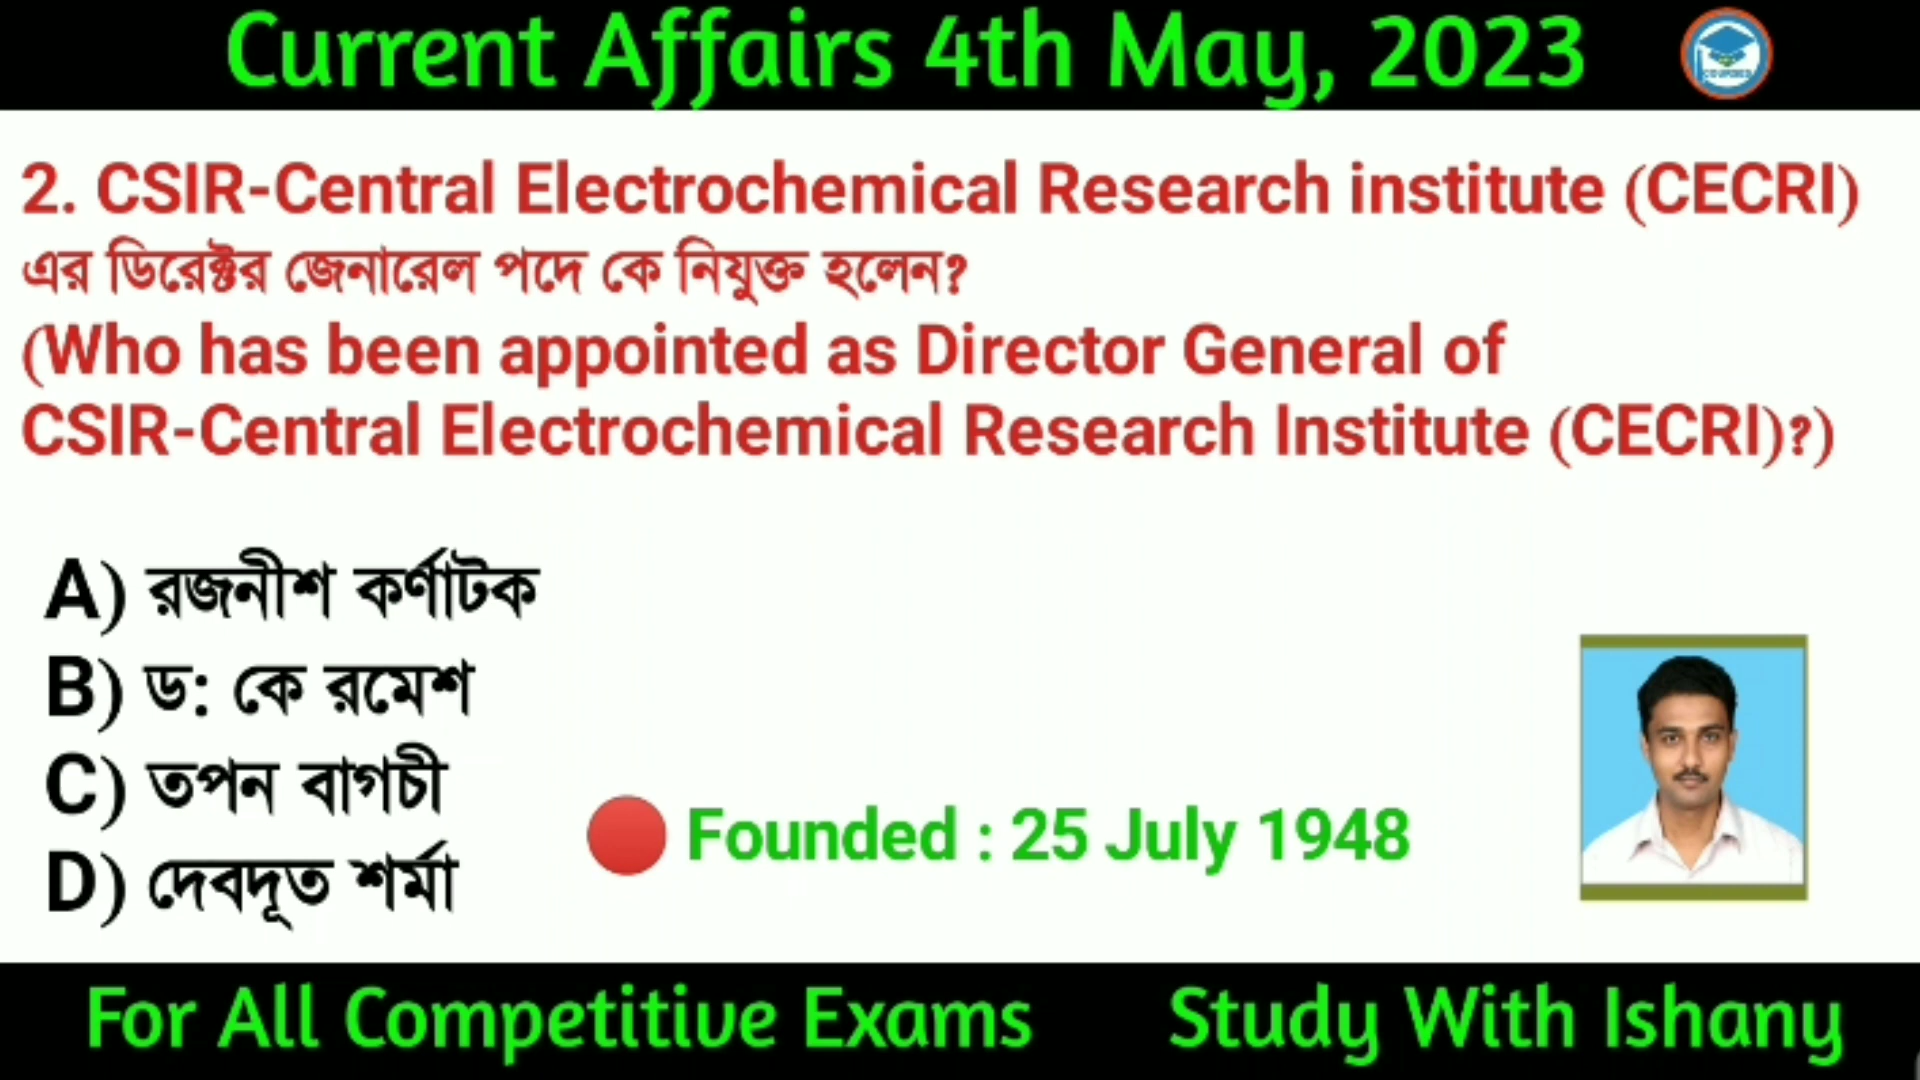 Current Affairs 4th May, 2023
2. CSIR-Central Electrochemical Research institute (CECRI)
এর ডিরেক্টর জেনারেল পদে কে নিযুক্ত হলেন?
(Who has been appointed as Director General of
CSIR-Central Electrochemical Research Institute (CECRI)?)
A) রজনীশ কর্ণাটক
B) ড: কে রমেশ
C) তপন বাগচী
D) দেবদূত শর্মা
Founded : 25 July 1948
For All Competitive Exams Study With Ishany